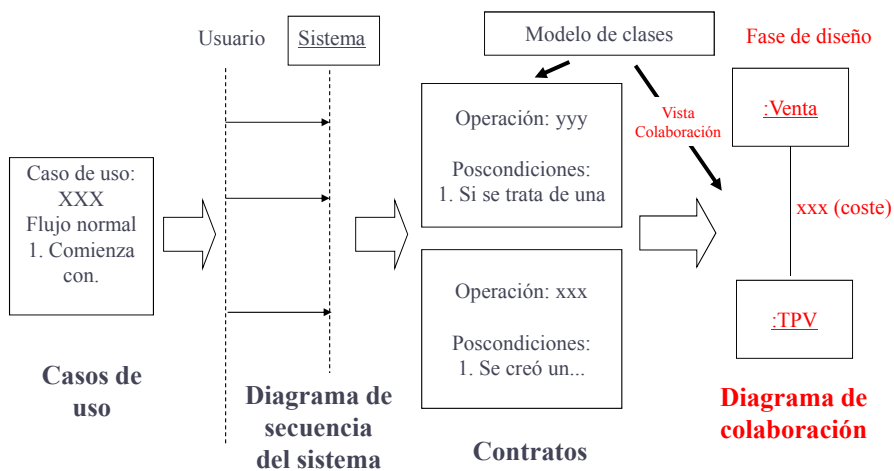 Usuario
Sistema
Modelo de clases
Fase de diseño
Caso de uso:
XXX
Flujo normal
1. Comienza
con.
Casos de
uso
Diagrama de
secuencia
del sistema
Operación: yyy
Poscondiciones:
1. Si se trata de una
Operación: xxx
Poscondiciones:
1. Se creó un...
Contratos
Vista
Colaboración
:Venta
xxx (coste)
:TPV
Diagrama de
colaboración